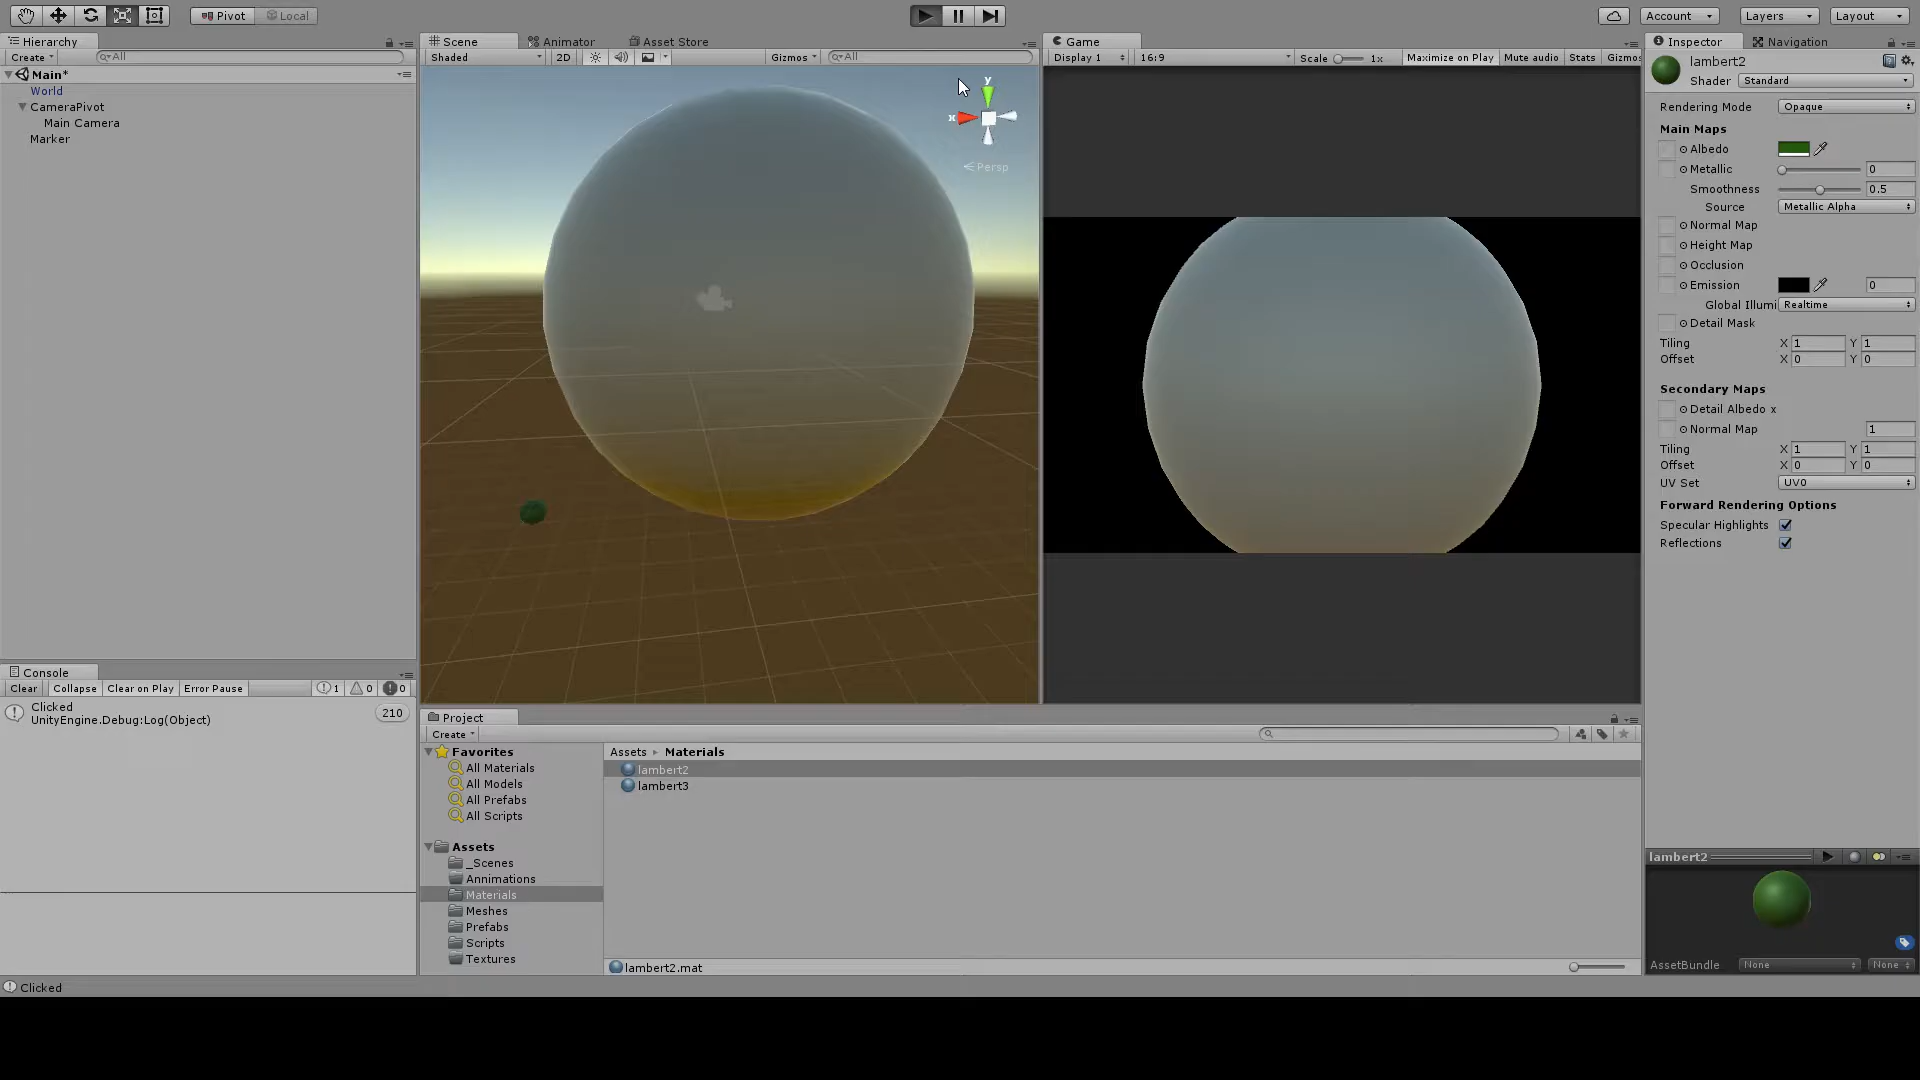 Pivot Local
Account Layers Layout
Hierarchy
Create All
Main*
World
CameraPivot
Main Camera
Marker
Scene Animator Asset Store
Shaded 2D Gizmos All
y
x
Persp
Game
Display 1 16:9 Scale 1x Maximize on Play Mute audio Stats Gizmos
Inspector Navigation
lambert2
Shader Standard
Rendering Mode Opaque
Main Maps
Albedo
Metallic 0
Smoothness 0.5
Source Metallic Alpha
Normal Map
Height Map
Occlusion
Emission 0
Global Illumi Realtime
Detail Mask
Tiling X 1 Y 1
Offset X 0 Y 0
Secondary Maps
Detail Albedo x
Normal Map 1
Tiling X 1 Y 1
Offset X 0 Y 0
UV Set UV0
Forward Rendering Options
Specular Highlights
Reflections
Console
Clear Collapse Clear on Play Error Pause 1 0 0
Clicked
UnityEngine.Debug:Log(Object)
210
Project
Create
Favorites
All Materials
All Models
All Prefabs
All Scripts
Assets
_Scenes
Annimations
Materials
Meshes
Prefabs
Scripts
Textures
Assets Materials
lambert2
lambert3
lambert2.mat
lambert2
AssetBundle None None
Clicked